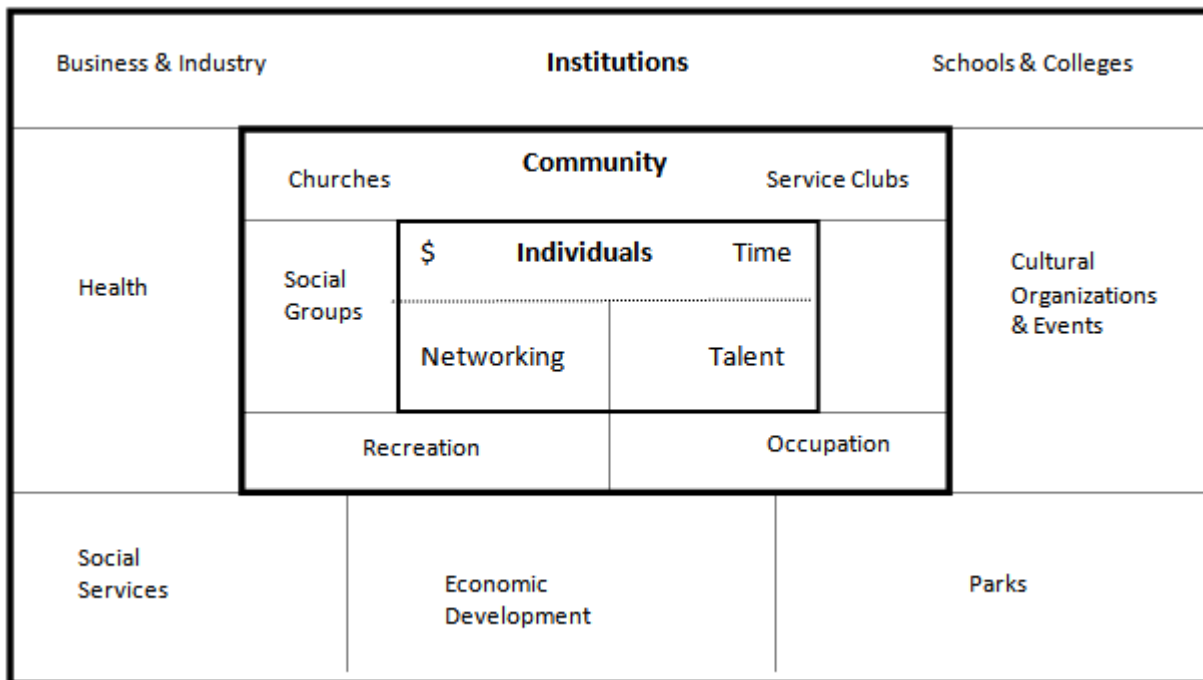 Business & Industry
Institutions
Schools & Colleges
Community
Churches
Service Clubs
$
Individuals
Time
Health
Social
Groups
Cultural
Organizations
& Events
Networking
Talent
Recreation
Occupation
Social
Services
Economic
Development
Parks